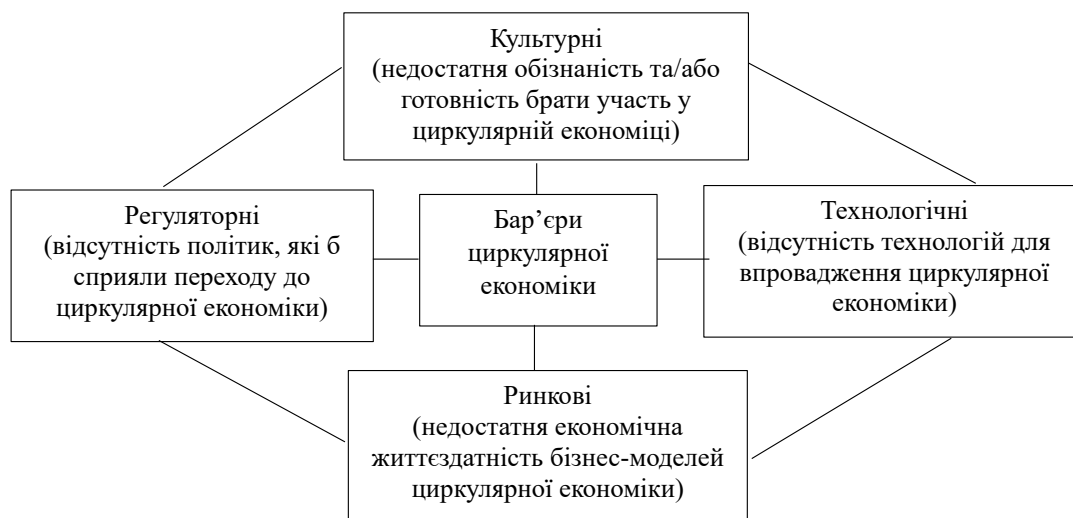 Культурні
(недостатня обізнаність та/або
готовність брати участь у
циркулярній економіці)
Регуляторні
(відсутність політик, які б
сприяли переходу до
циркулярної економіки)
Бар’єри
циркулярної
економіки
Технологічні
(відсутність технологій для
впровадження циркулярної
економіки)
Ринкові
(недостатня економічна
життєздатність бізнес-моделей
циркулярної економіки)